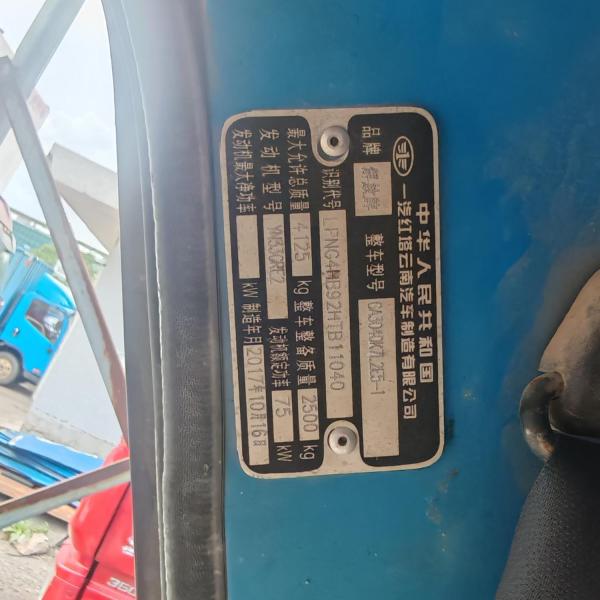 中华人民共和国
一汽红塔云南汽车制造有限公司
品牌 解放牌 整车型号 CA3040K7L2E5-1
识别代号 LFNG4HB92HTB11040
最大允许总质量 4125 kg 整车整备质量 2500 kg
发动机型号 发动机额定功率 75 kW
发动机最大净功率 kW 制造年月 2017年10月16日